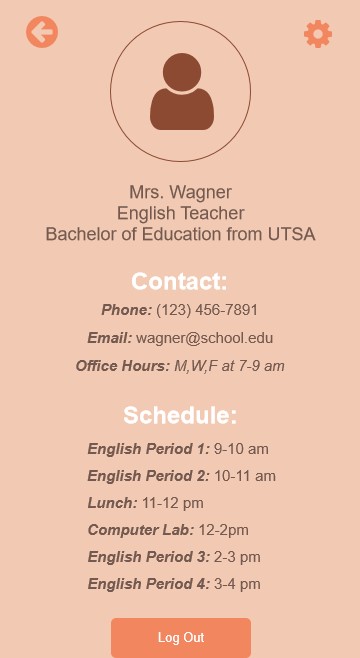 Mrs. Wagner
English Teacher
Bachelor of Education from UTSA
Contact:
Phone: (123) 456-7891
Email: wagner@school.edu
Office Hours: M,W,F at 7-9 am
Schedule:
English Period 1: 9-10 am
English Period 2: 10-11 am
Lunch: 11-12 pm
Computer Lab: 12-2pm
English Period 3: 2-3 pm
English Period 4: 3-4 pm
Log Out